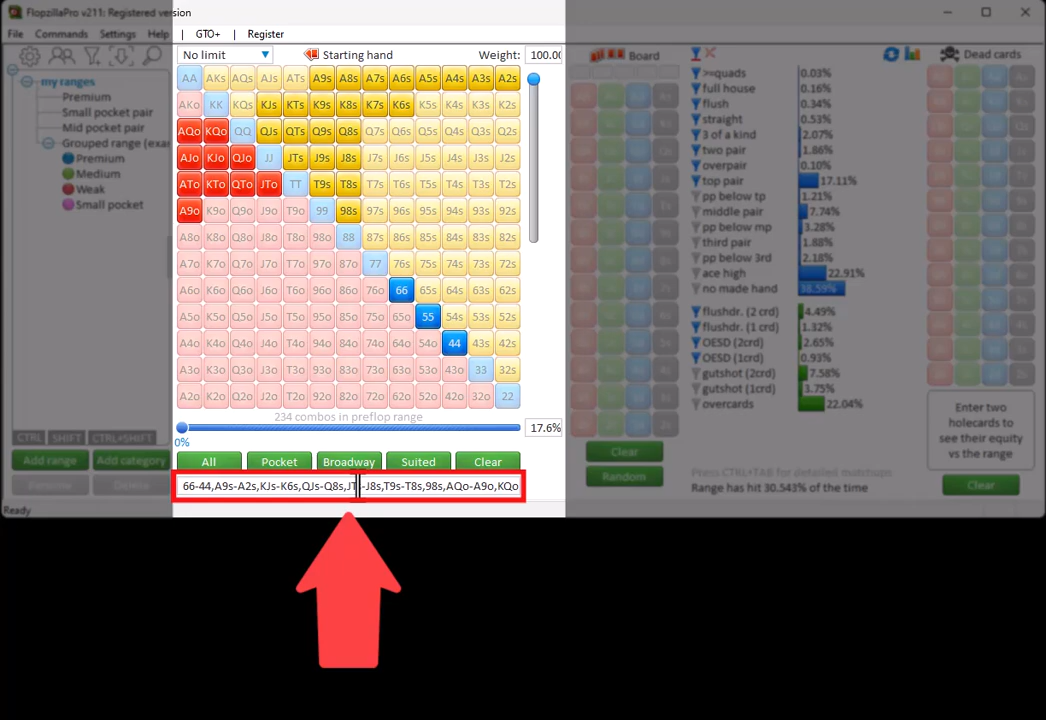 FlopzillaPro v211: Registered version
File Commands Settings Help | GTO+ | Register
my ranges
Premium
Small pocket pair
Mid pocket pair
Grouped range (exar
Premium
Medium
Weak
Small pocket
CTRL SHIFT CTRL+SHIFT
Add range Add category
Rename Delete
Ready
No limit Starting hand Weight: 100.00
AA AKs AQs AJs ATs A9s A8s A7s A6s A5s A4s A3s A2s
AKo KK KQs KJs KTs K9s K8s K7s K6s K5s K4s K3s K2s
AQo KQo QQ QJs QTs Q9s Q8s Q7s Q6s Q5s Q4s Q3s Q2s
AJo KJo QJo JJ JTs J9s J8s J7s J6s J5s J4s J3s J2s
ATo KTo QTo JTo TT T9s T8s T7s T6s T5s T4s T3s T2s
A9o K9o Q9o J9o T9o 99 98s 97s 96s 95s 94s 93s 92s
A8o K8o Q8o J8o T8o 98o 88 87s 86s 85s 84s 83s 82s
A7o K7o Q7o J7o T7o 97o 87o 77 76s 75s 74s 73s 72s
A6o K6o Q6o J6o T6o 96o 86o 76o 66 65s 64s 63s 62s
A5o K5o Q5o J5o T5o 95o 85o 75o 65o 55 54s 53s 52s
A4o K4o Q4o J4o T4o 94o 84o 74o 64o 54o 44 43s 42s
A3o K3o Q3o J3o T3o 93o 83o 73o 63o 53o 43o 33 32s
A2o K2o Q2o J2o T2o 92o 82o 72o 62o 52o 42o 32o 22
234 combos in preflop range
17.6%
0%
All Pocket Broadway Suited Clear
66-44,A9s-A2s,KJs-K6s,QJs-Q8s,JT -J8s,T9s-T8s,98s,AQo-A9o,KQo
Board
Clear
Random
>=quads 0.03%
full house 0.16%
flush 0.34%
straight 0.53%
3 of a kind 2.07%
two pair 1.86%
overpair 0.10%
top pair 17.11%
pp below tp 1.21%
middle pair 7.74%
pp below mp 3.28%
third pair 1.88%
pp below 3rd 2.18%
ace high 22.91%
no made hand 38.59%
flushdr. (2 crd) 4.49%
flushdr. (1 crd) 1.32%
OESD (2crd) 2.65%
OESD (1crd) 0.93%
gutshot (2crd) 7.58%
gutshot (1crd) 3.75%
overcards 22.04%
Press CTRL+TAB for detailed matchups
Range has hit 30.543% of the time
Dead cards
Enter two
holecards to
see their equity
vs the range
Clear